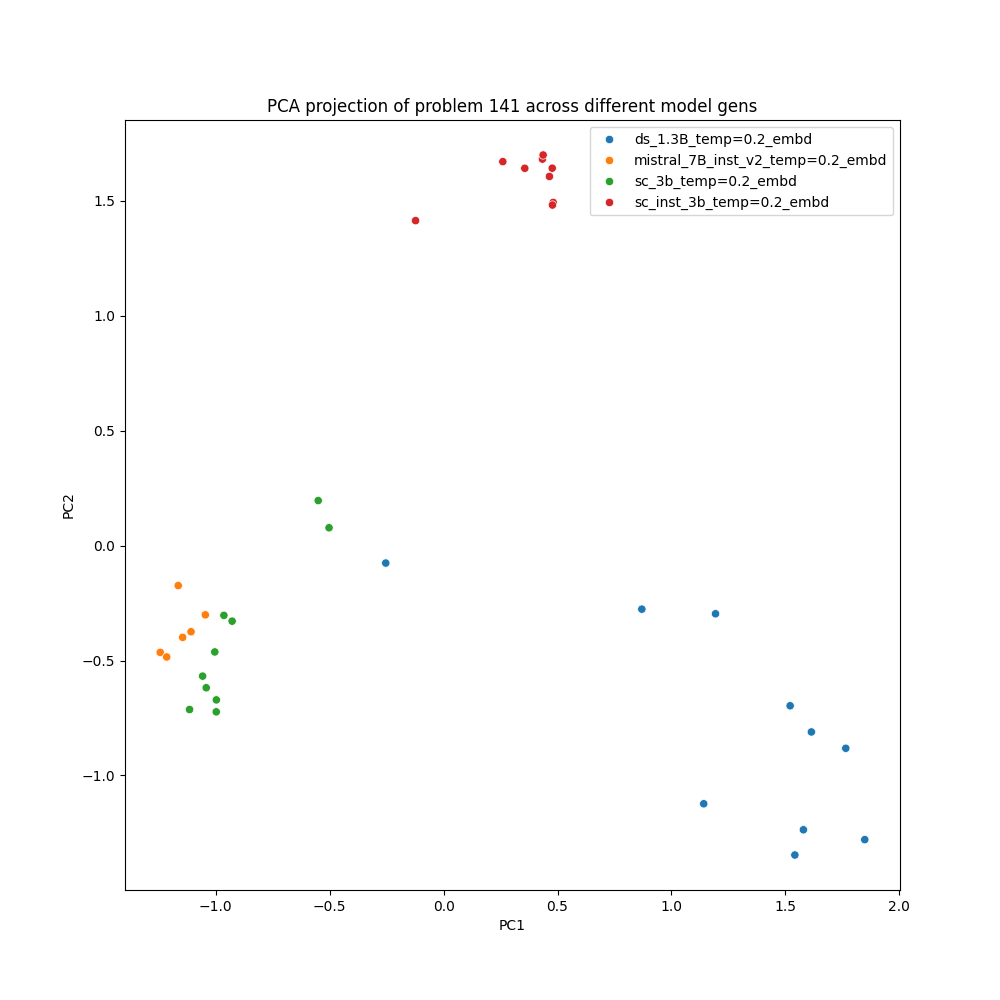 PCA projection of problem 141 across different model gens
ds_1.3B_temp=0.2_embd
mistral_7B_inst_v2_temp=0.2_embd
sc_3b_temp=0.2_embd
sc_inst_3b_temp=0.2_embd
PC2
1.5
1.0
0.5
0.0
−0.5
−1.0
−1.0
−0.5
0.0
0.5
1.0
1.5
2.0
PC1